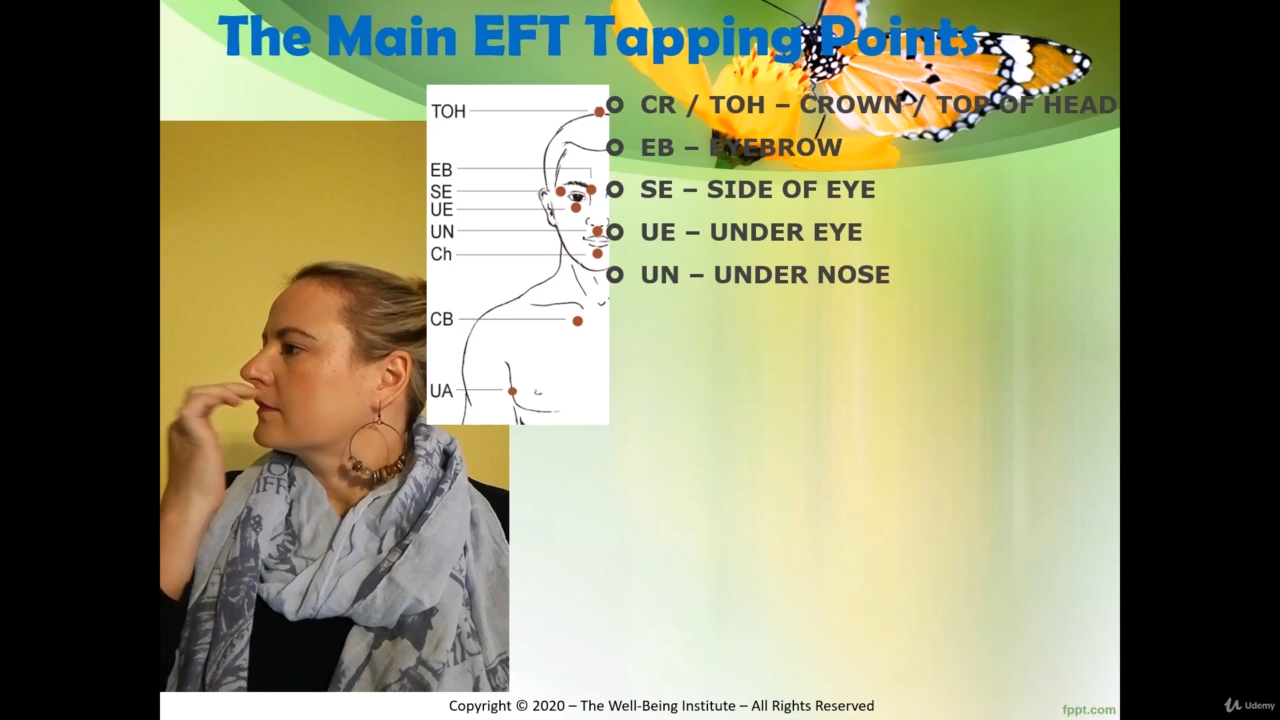 The Main EFT Tapping Points
TOH
EB
SE
UE
UN
Ch
CB
UA
CR / TOH – CROWN / TOP OF HEAD
EB – EYEBROW
SE – SIDE OF EYE
UE – UNDER EYE
UN – UNDER NOSE
Copyright © 2020 – The Well-Being Institute – All Rights Reserved
fppt.com
Udemy